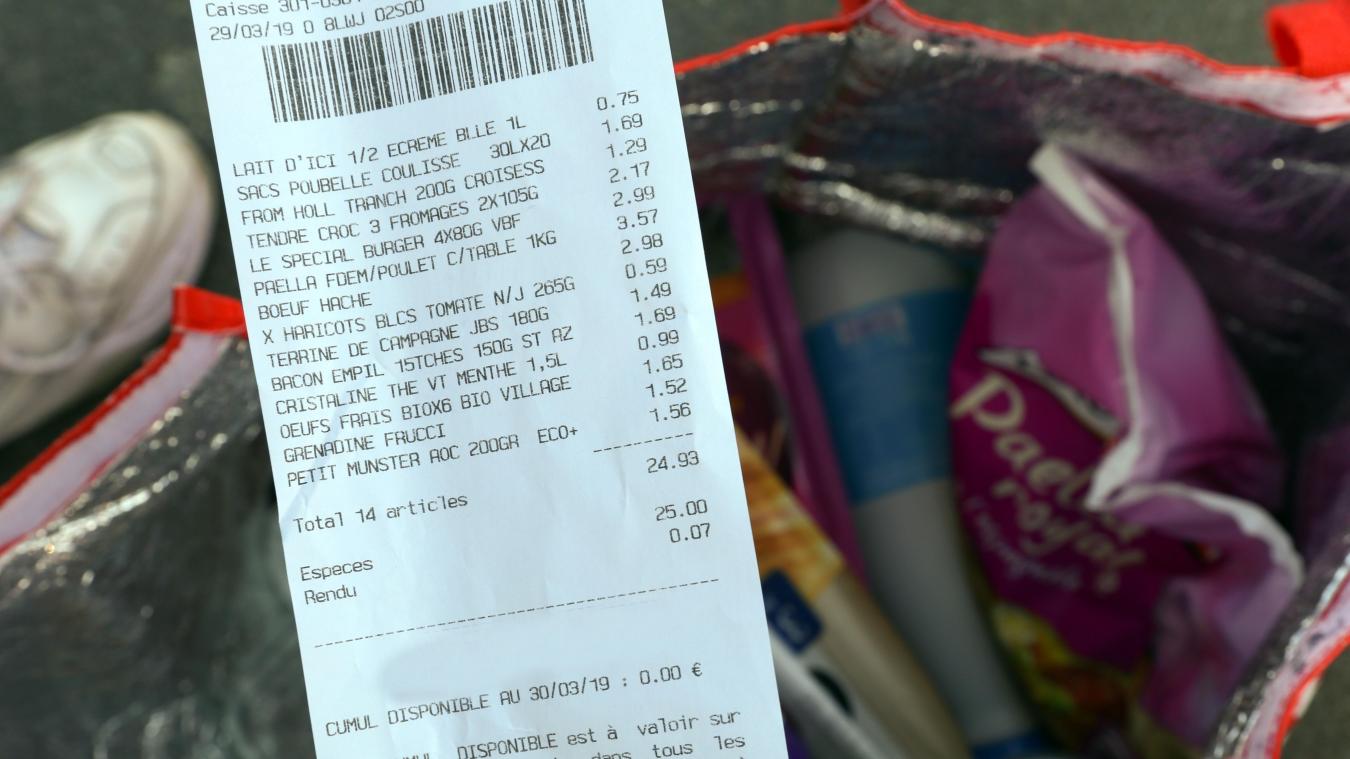 Caisse 301-0
29/03/19 0 8LWJ 02S00
LAIT D'ICI 1/2 ECREME BLLE 1L 0.75
SACS POUBELLE COULISSE 30LX20 1.69
FROM HOLL TRANCH 200G CROISESS 1.29
TENDRE CROC 3 FROMAGES 2X105G 2.17
LE SPECIAL BURGER 4X80G VBF 2.99
PAELLA FDEM/POULET C/TABLE 1KG 3.57
BOEUF HACHE 2.98
X HARICOTS BLCS TOMATE N/J 265G 0.59
TERRINE DE CAMPAGNE JBS 180G 1.49
BACON EMPIL 15TCHES 150G ST AZ 1.69
CRISTALINE THE VT MENTHE 1,5L 0.99
OEUFS FRAIS BIOX6 BIO VILLAGE 1.65
GRENADINE FRUCCI 1.52
PETIT MUNSTER AOC 200GR ECO+ 1.56
Total 14 articles 24.93
Especes 25.00
Rendu 0.07
CUMUL DISPONIBLE AU 30/03/19 : 0.00 €
DISPONIBLE est à valoir sur
dans tous les
Paella
royale